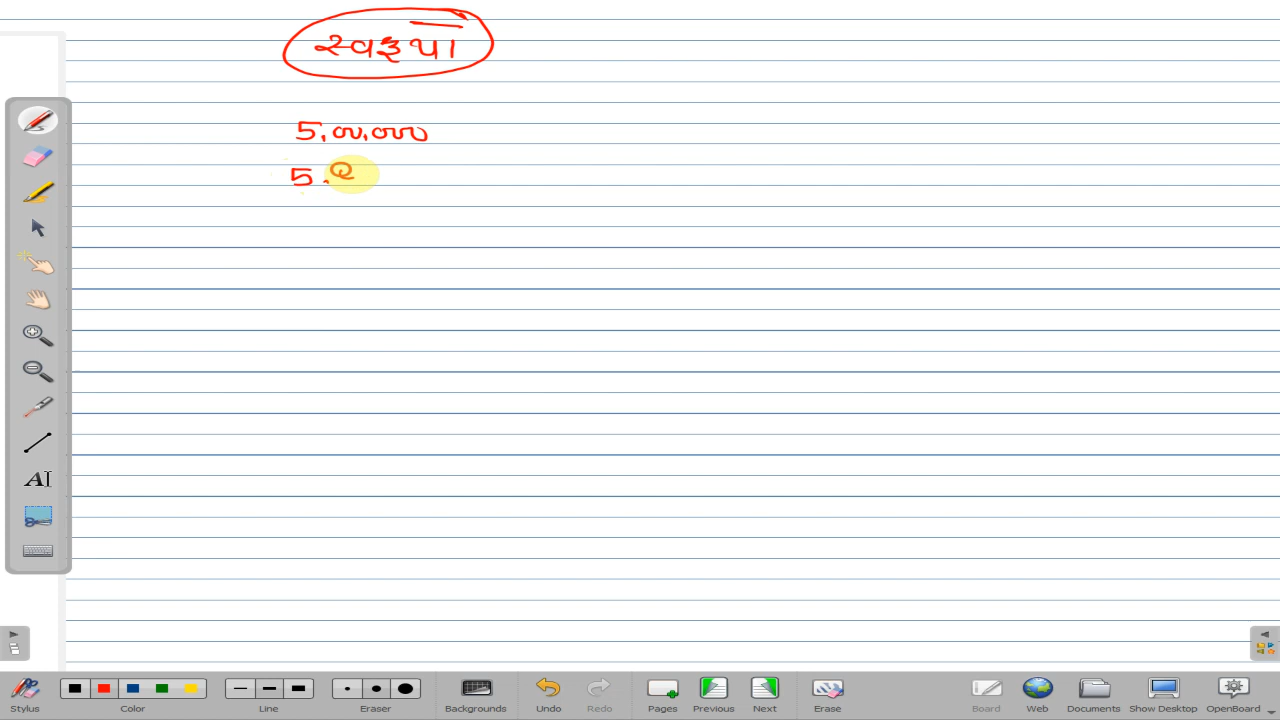 સ્વરૂપા
5,00,000
5.
Stylus
Color
Line
Eraser
Backgrounds
Undo
Redo
Pages
Previous
Next
Erase
Board
Web
Documents
Show Desktop
OpenBoard